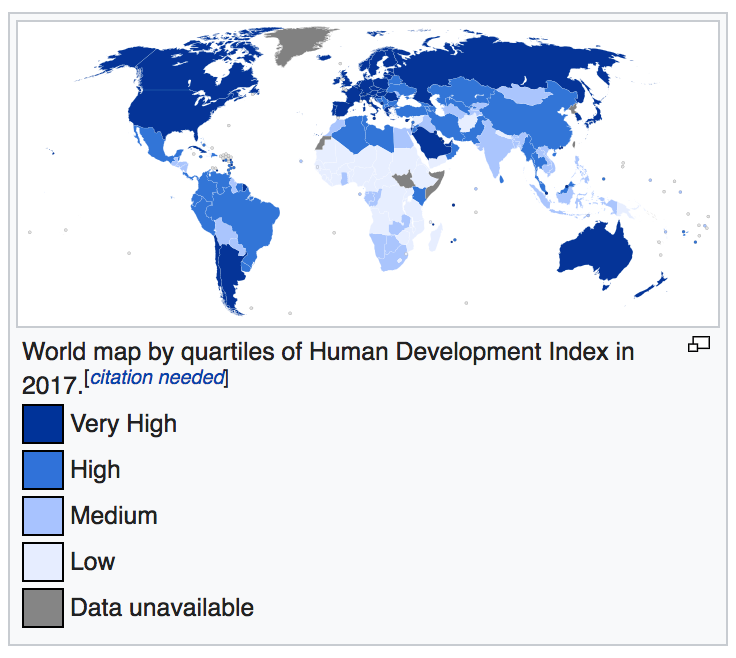 World map by quartiles of Human Development Index in
2017.[citation needed]
Very High
High
Medium
Low
Data unavailable